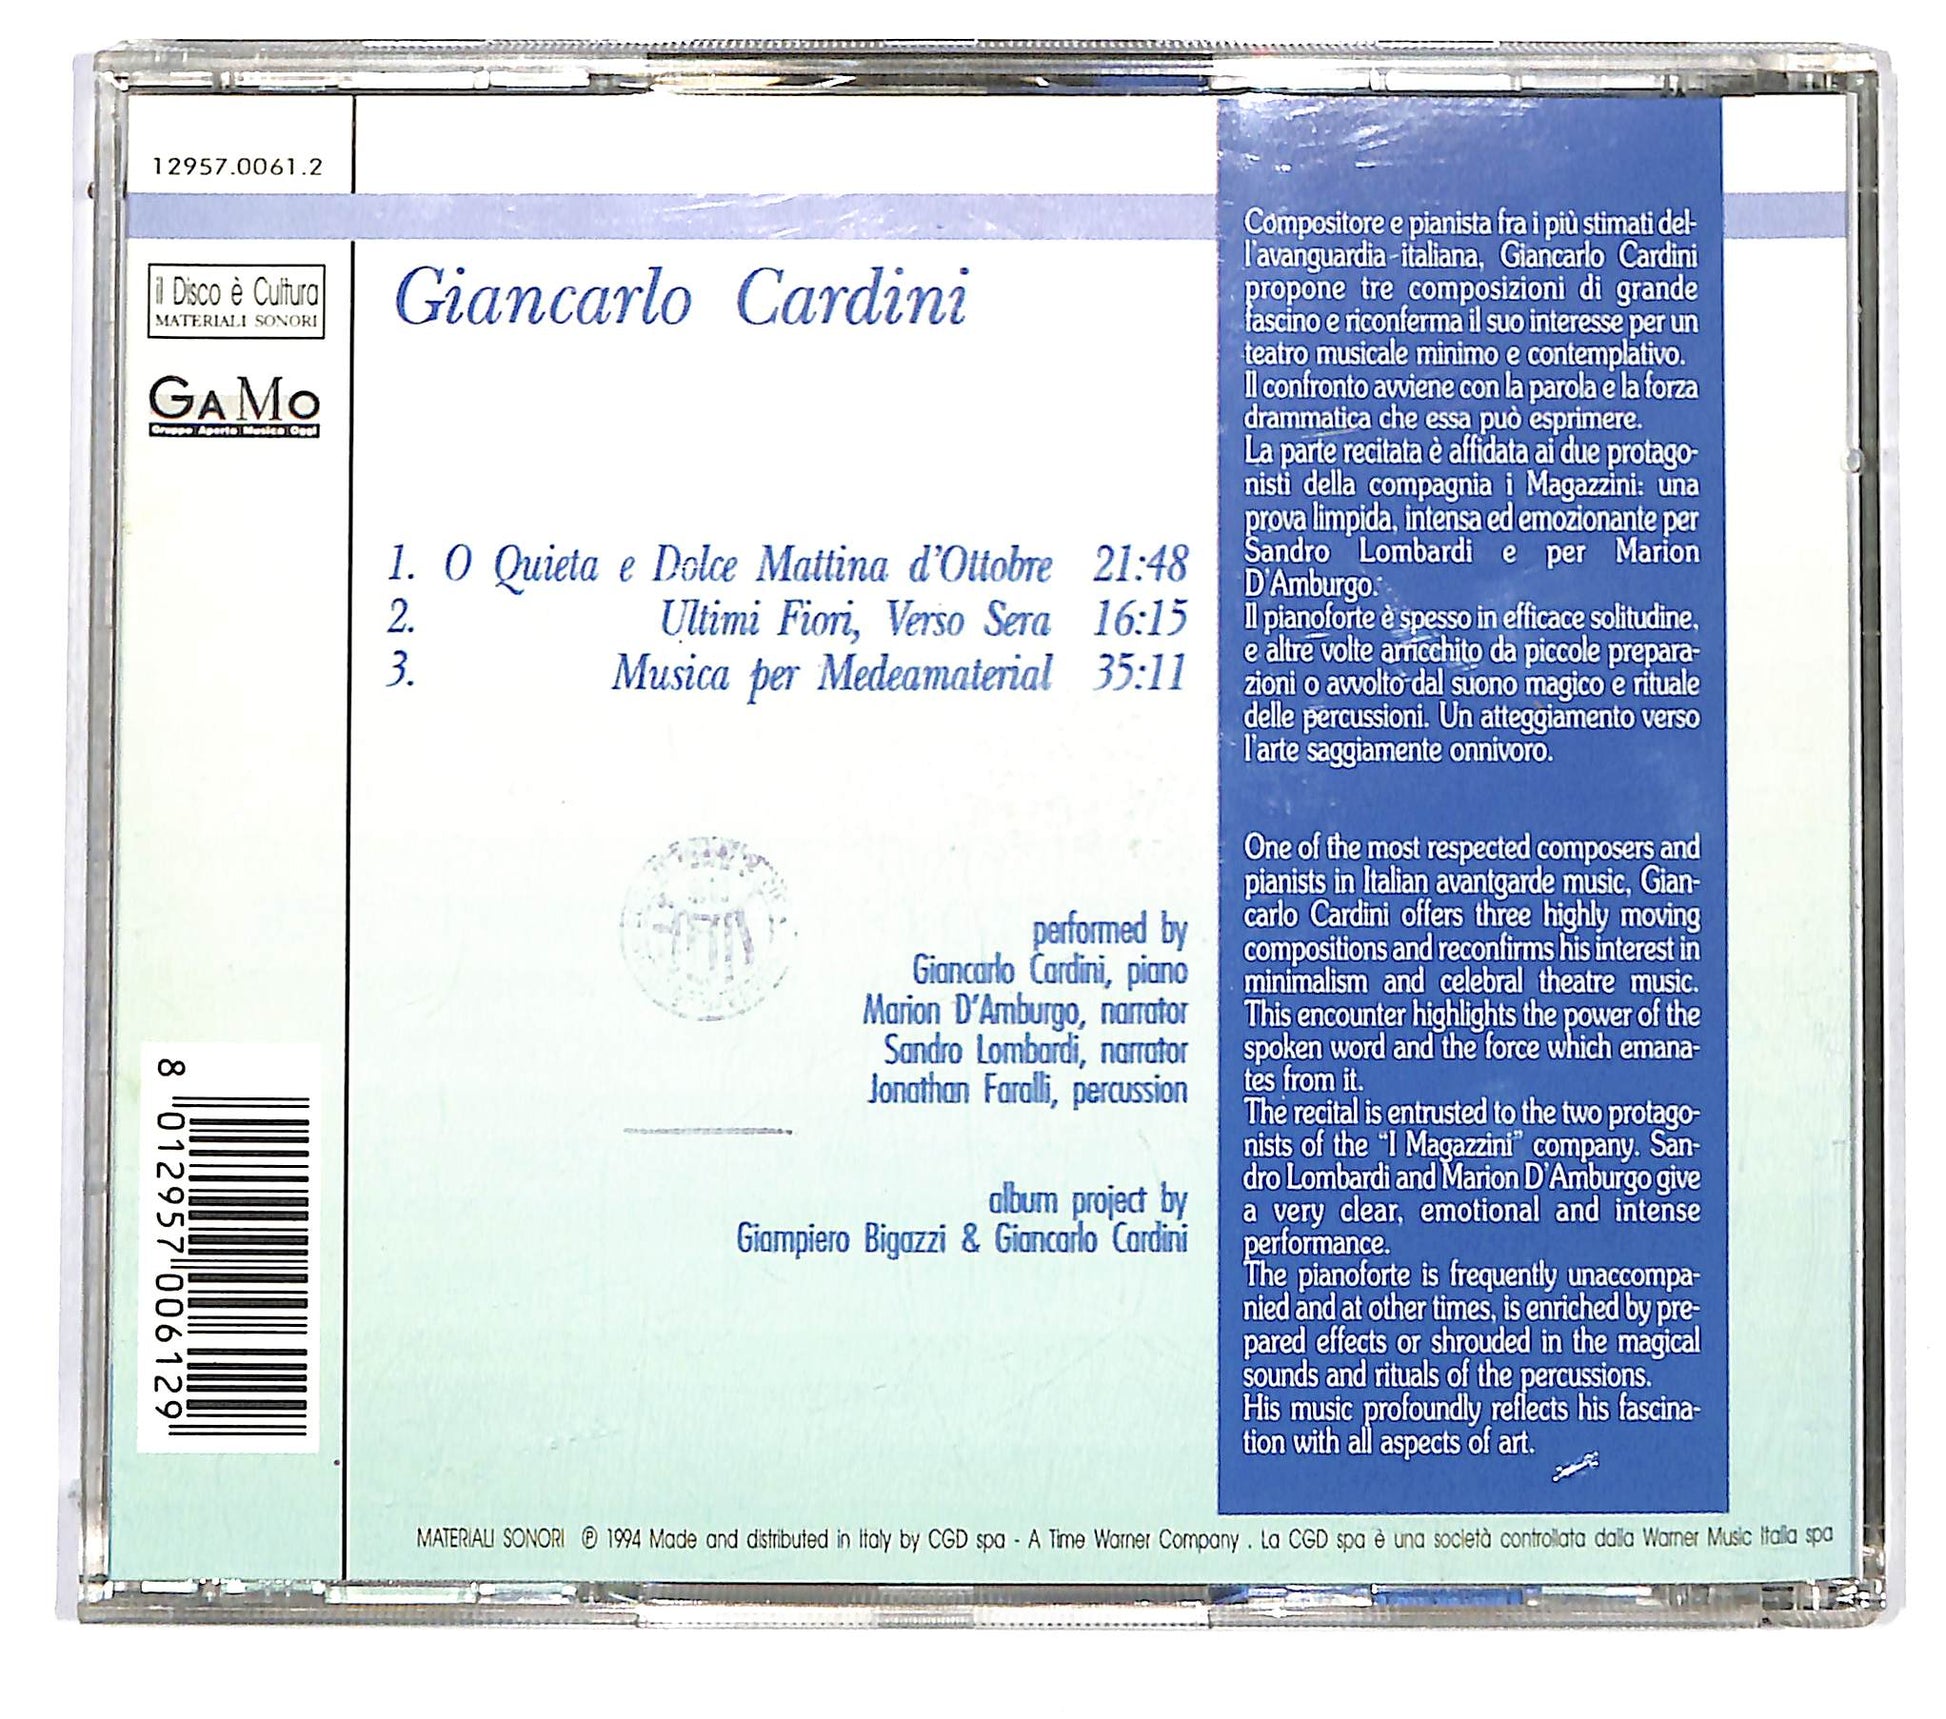 12957.0061.2
il Disco è Cultura
MATERIALI SONORI
GAMO
Gruppo Aperto Musica Oggi
Giancarlo Cardini
1. O Quieta e Dolce Mattina d'Ottobre 21:48
2. Ultimi Fiori, Verso Sera 16:15
3. Musica per Medeamaterial 35:11
performed by
Giancarlo Cardini, piano
Marion D'Amburgo, narrator
Sandro Lombardi, narrator
Jonathan Faralli, percussion
album project by
Giampiero Bigazzi & Giancarlo Cardini
Compositore e pianista fra i più stimati del-
l'avanguardia italiana, Giancarlo Cardini
propone tre composizioni di grande
fascino e riconferma il suo interesse per un
teatro musicale minimo e contemplativo.
Il confronto avviene con la parola e la forza
drammatica che essa può esprimere.
La parte recitata è affidata ai due protago-
nisti della compagnia i Magazzini: una
prova limpida, intensa ed emozionante per
Sandro Lombardi e per Marion
D'Amburgo.
Il pianoforte è spesso in efficace solitudine,
e altre volte arricchito da piccole prepara-
zioni o avvolto dal suono magico e rituale
delle percussioni. Un atteggiamento verso
l'arte saggiamente onnivoro.
One of the most respected composers and
pianists in Italian avantgarde music, Gian-
carlo Cardini offers three highly moving
compositions and reconfirms his interest in
minimalism and celebral theatre music.
This encounter highlights the power of the
spoken word and the force which emana-
tes from it.
The recital is entrusted to the two protago-
nists of the "I Magazzini" company. San-
dro Lombardi and Marion D'Amburgo give
a very clear, emotional and intense
performance.
The pianoforte is frequently unaccompa-
nied and at other times, is enriched by pre-
pared effects or shrouded in the magical
sounds and rituals of the percussions.
His music profoundly reflects his fascina-
tion with all aspects of art.
8 012957 006129
MATERIALI SONORI ℗ 1994 Made and distributed in Italy by CGD spa - A Time Warner Company . La CGD spa è una società controllata dalla Warner Music Italia spa